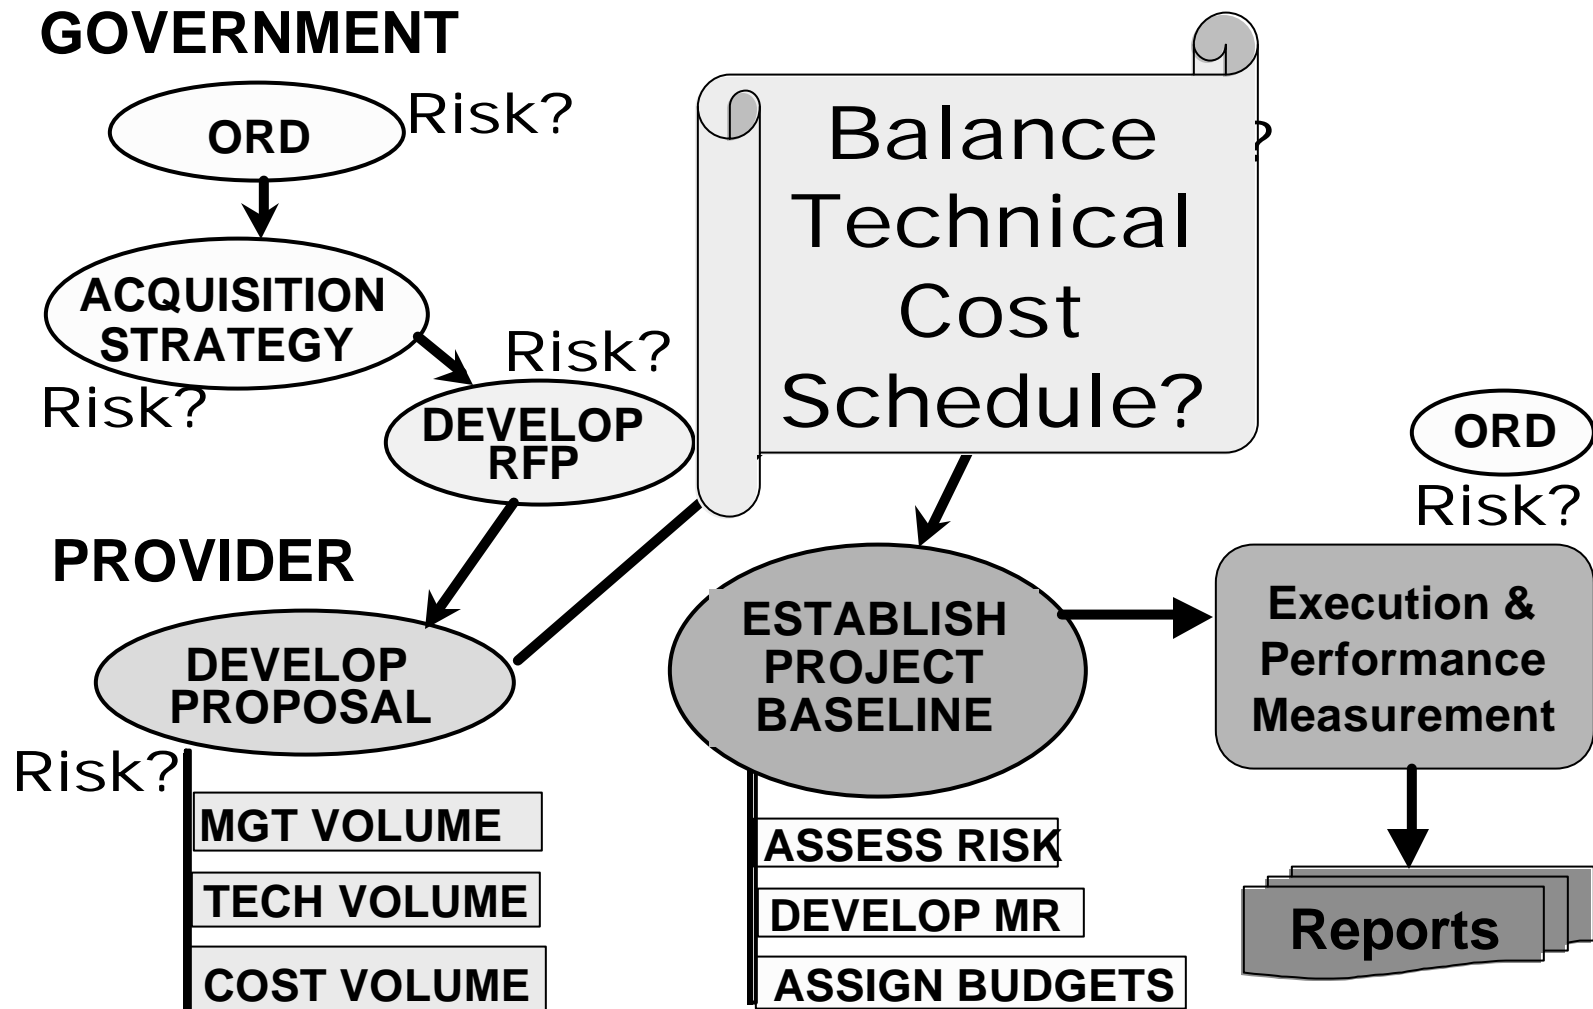 GOVERNMENT
ORD
Risk?
ACQUISITION
STRATEGY
Risk?
Risk?
DEVELOP
RFP
Balance
Technical
Cost
Schedule?
?
PROVIDER
DEVELOP
PROPOSAL
Risk?
MGT VOLUME
TECH VOLUME
COST VOLUME
ESTABLISH
PROJECT
BASELINE
ASSESS RISK
DEVELOP MR
ASSIGN BUDGETS
ORD
Risk?
Execution &
Performance
Measurement
Reports